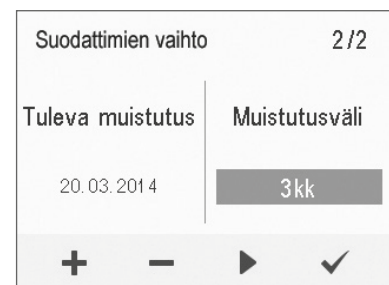 Suodattimien vaihto 2/2
Tuleva muistutus Muistutusväli
20.03.2014 3kk